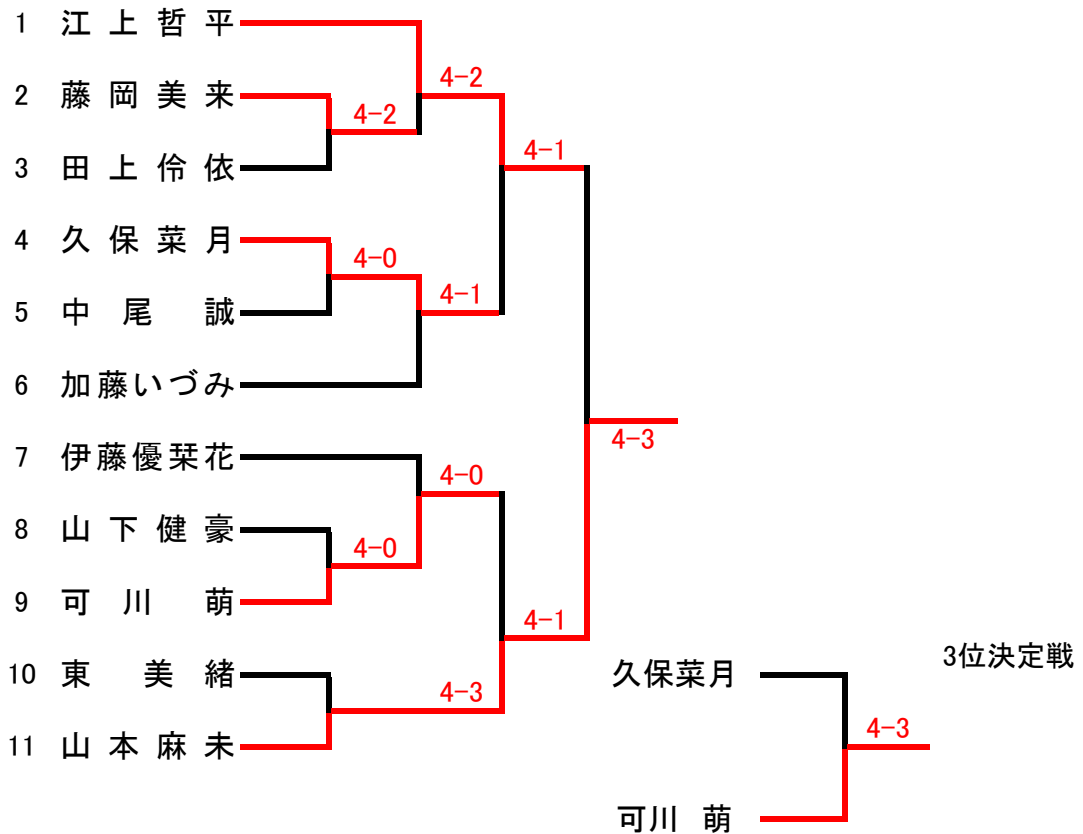 1 江上哲平
4-2
2 藤岡美来
4-2
3 田上伶依
4-1
4 久保菜月
4-0
4-1
5 中尾誠
6 加藤いづみ
4-3
7 伊藤優栞花
4-0
8 山下健豪
4-0
9 可川萌
4-1
3位決定戦
10 東美緒
久保菜月
4-3
11 山本麻未
4-3
可川 萌